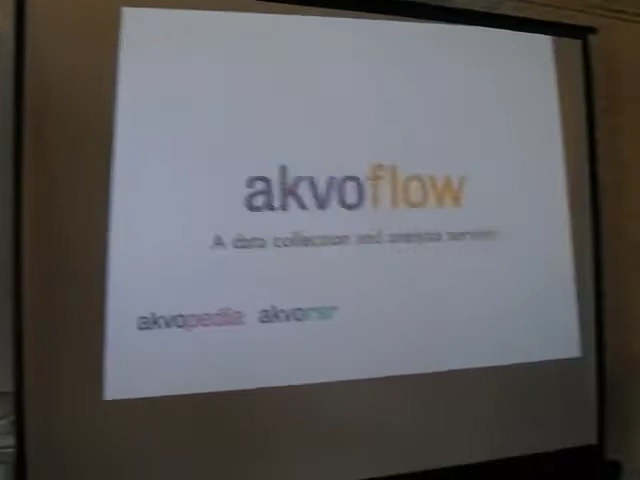 akvoflow
A data collection and analysis service
akvopedia akvorsr